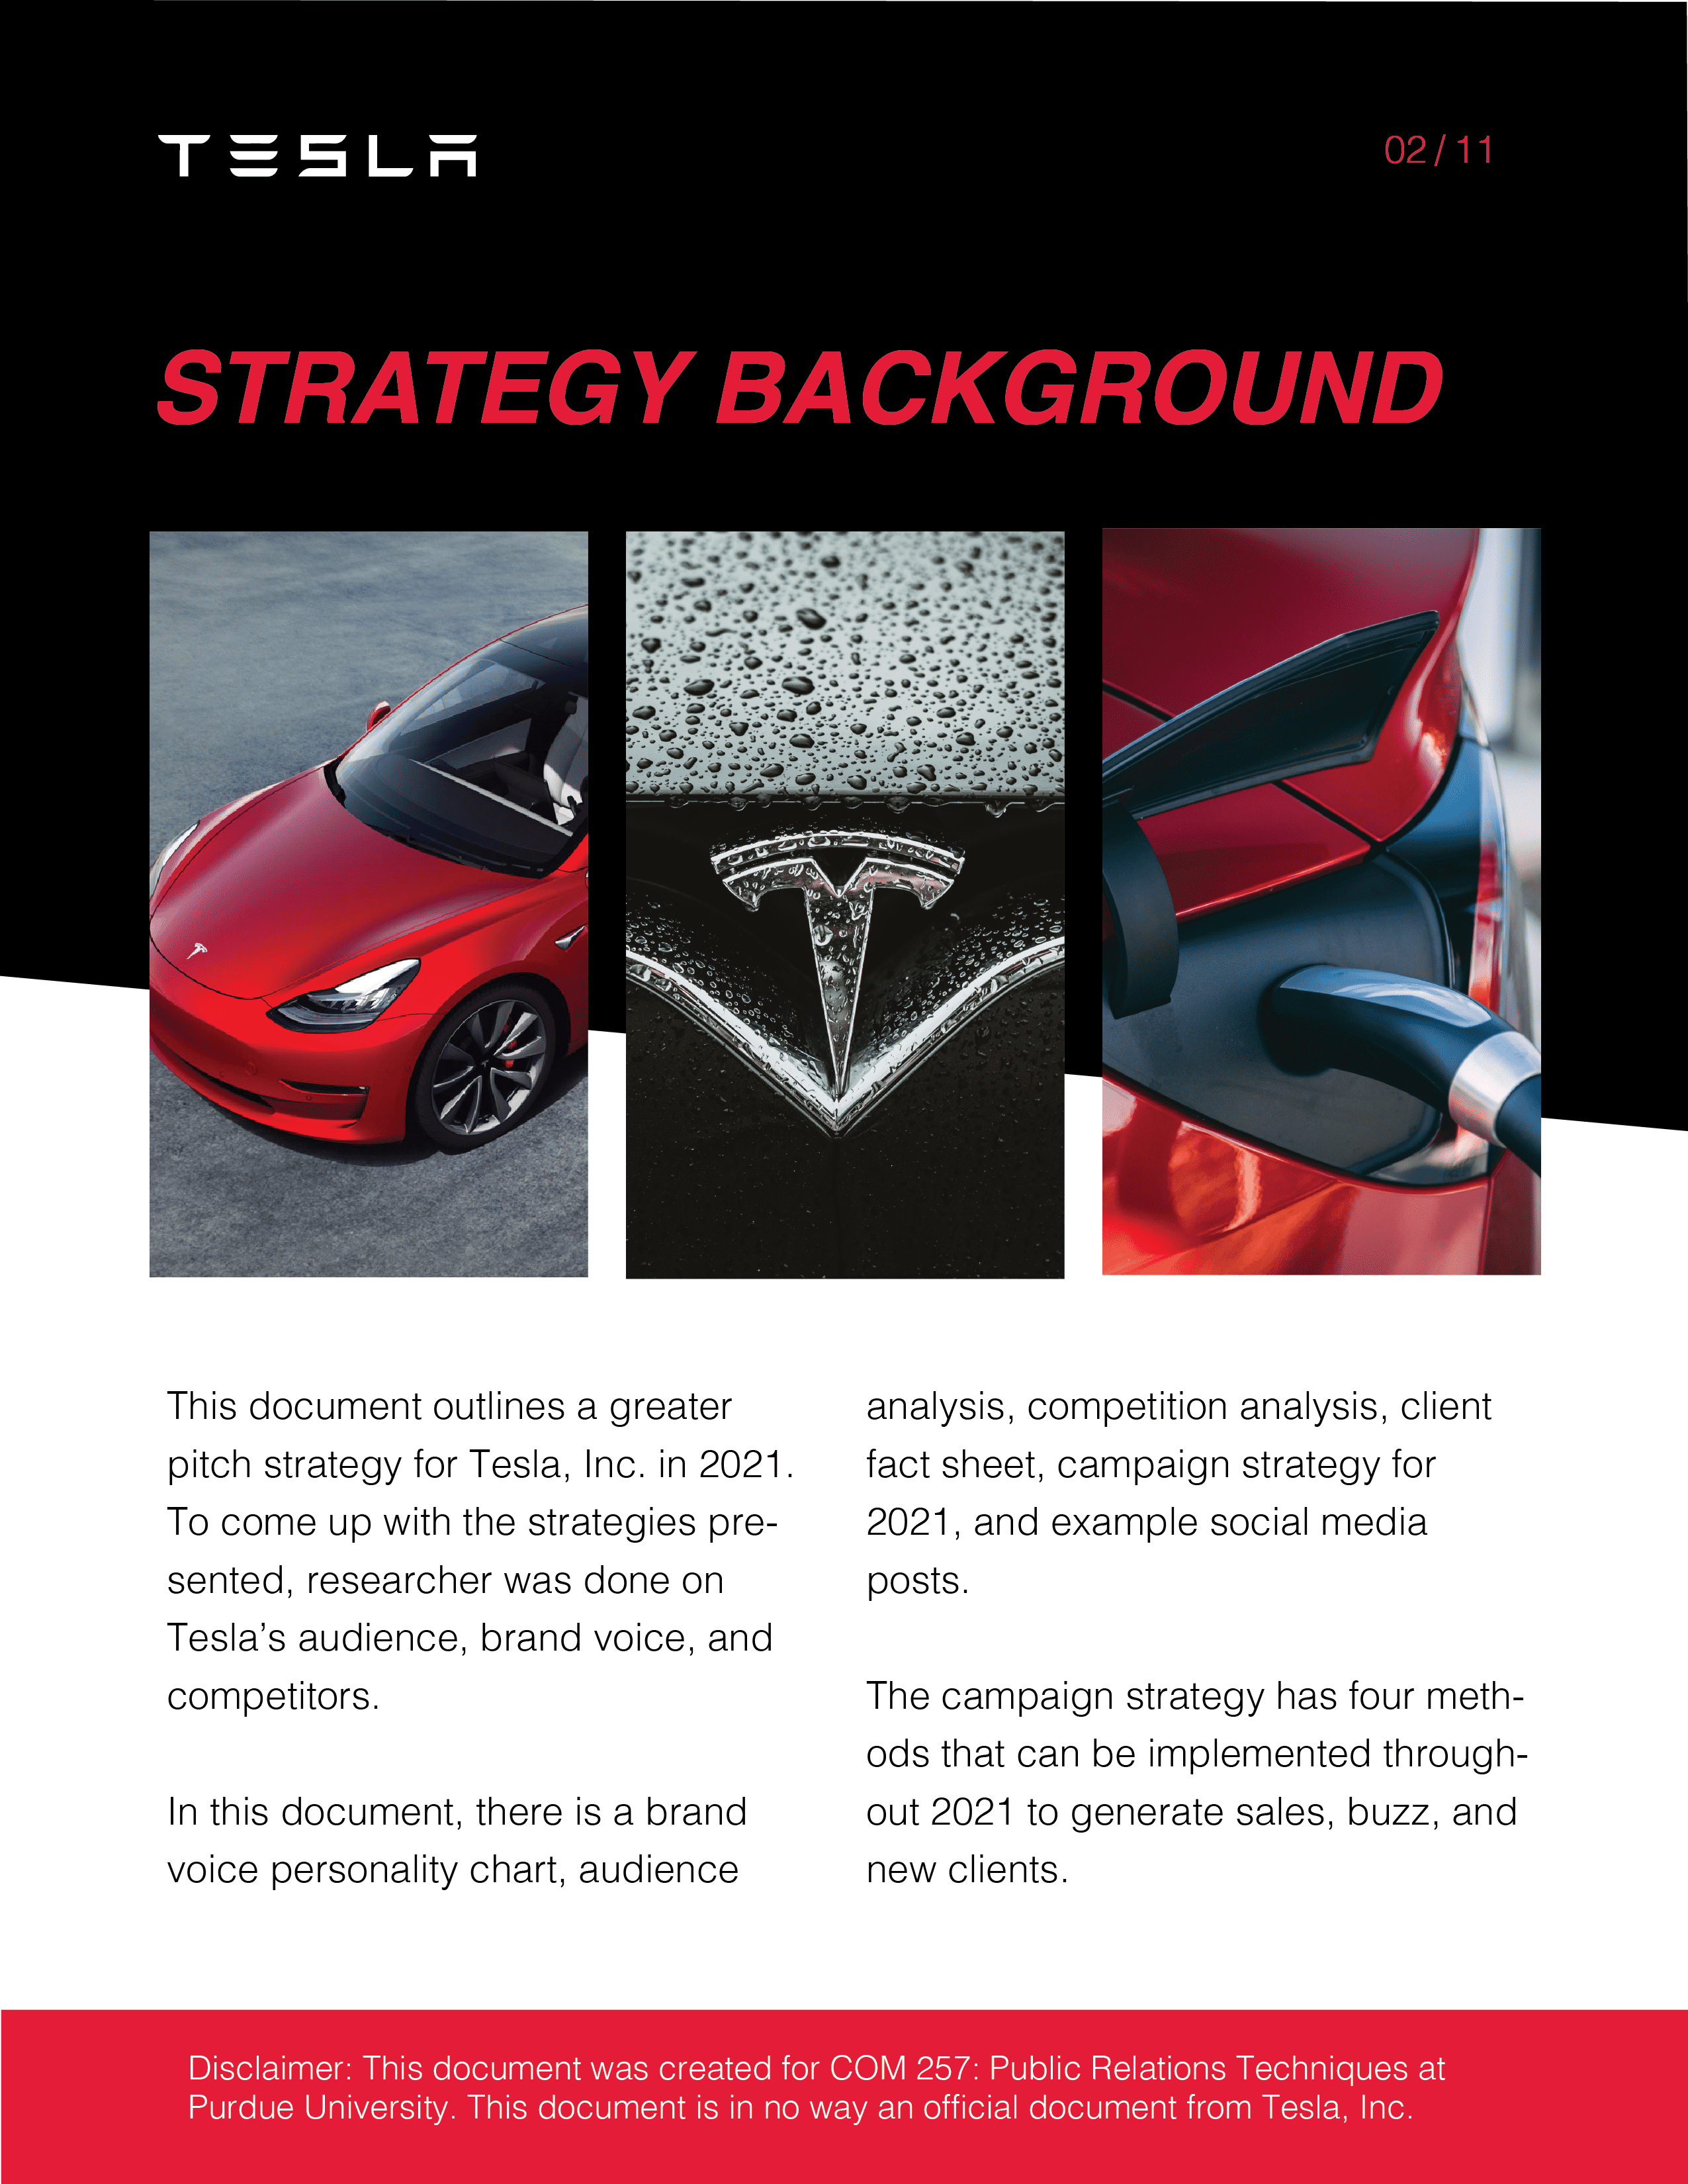 TESLA
02 / 11
STRATEGY BACKGROUND
This document outlines a greater
pitch strategy for Tesla, Inc. in 2021.
To come up with the strategies pre-
sented, researcher was done on
Tesla’s audience, brand voice, and
competitors.
In this document, there is a brand
voice personality chart, audience
analysis, competition analysis, client
fact sheet, campaign strategy for
2021, and example social media
posts.
The campaign strategy has four meth-
ods that can be implemented through-
out 2021 to generate sales, buzz, and
new clients.
Disclaimer: This document was created for COM 257: Public Relations Techniques at
Purdue University. This document is in no way an official document from Tesla, Inc.